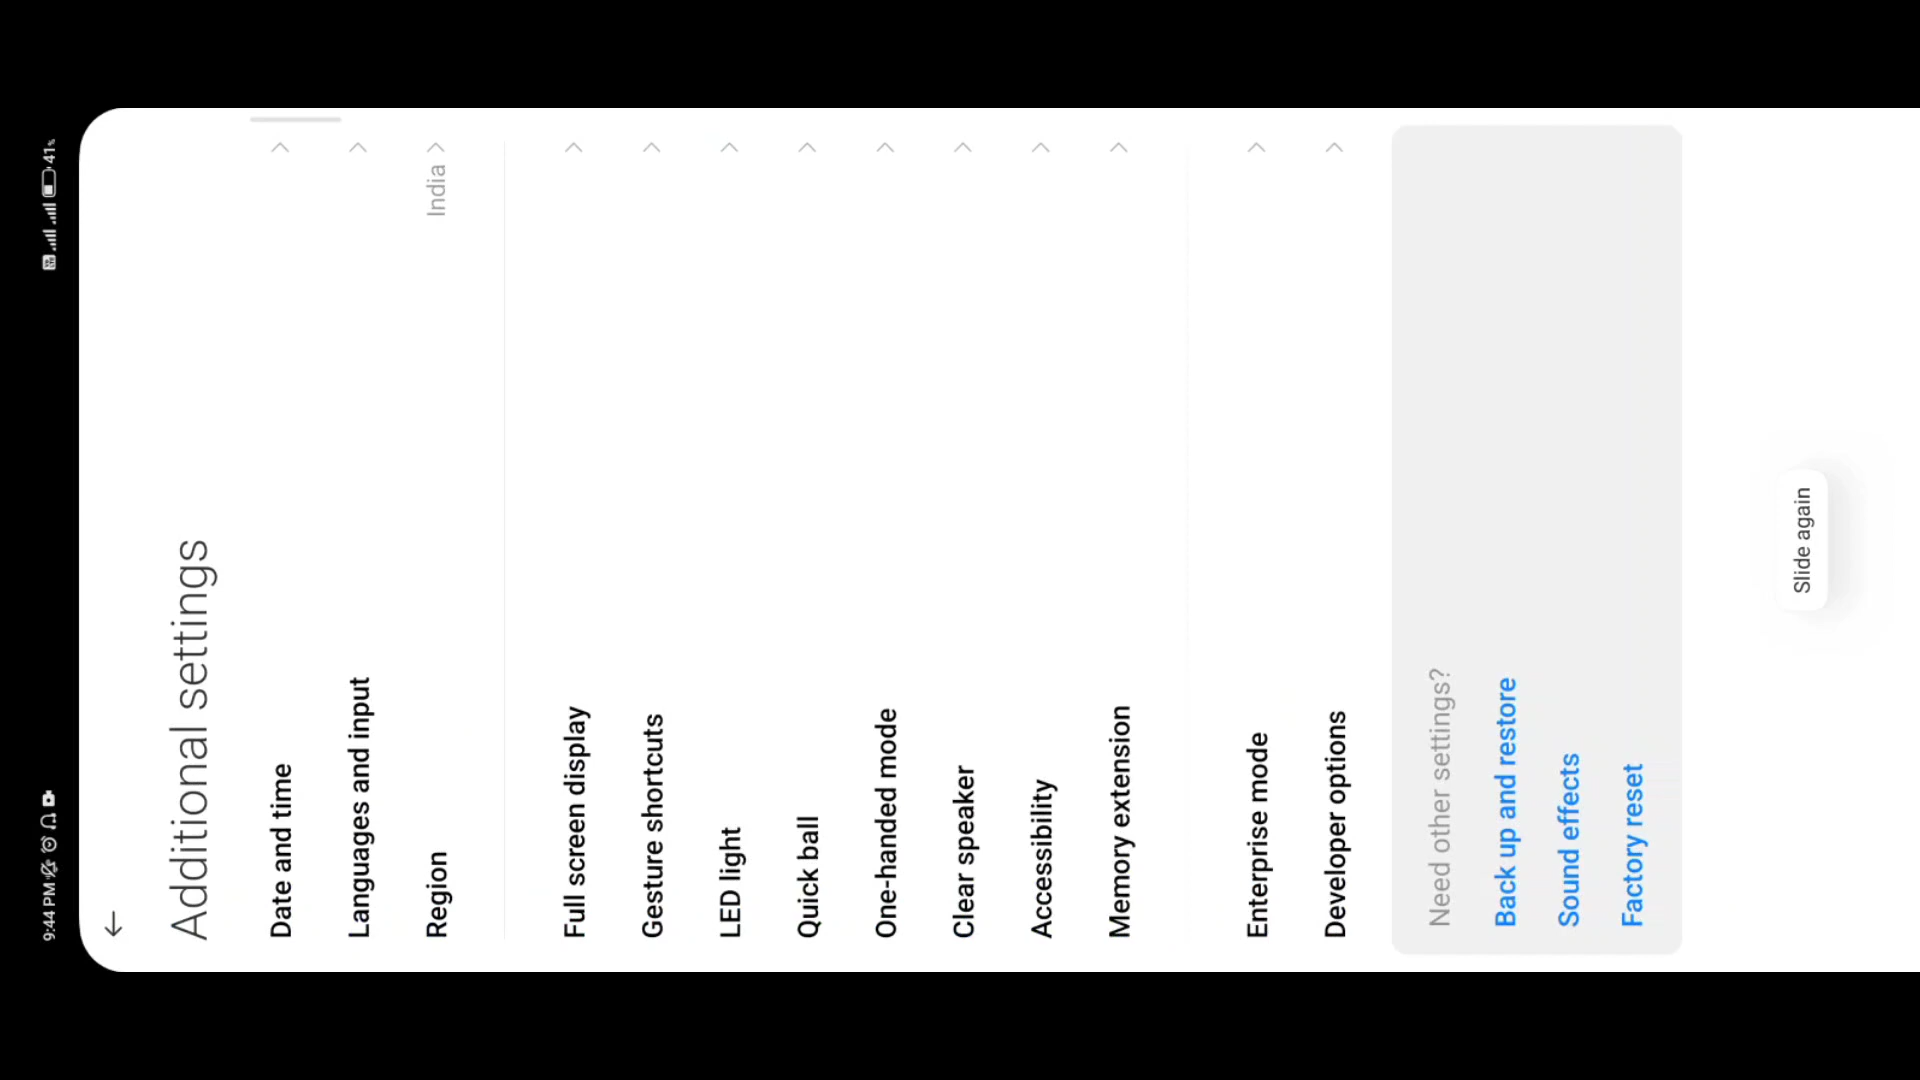 9:44 PM 41%
Additional settings
Date and time
Languages and input
Region India
Full screen display
Gesture shortcuts
LED light
Quick ball
One-handed mode
Clear speaker
Accessibility
Memory extension
Enterprise mode
Developer options
Need other settings?
Back up and restore
Sound effects
Factory reset
Slide again